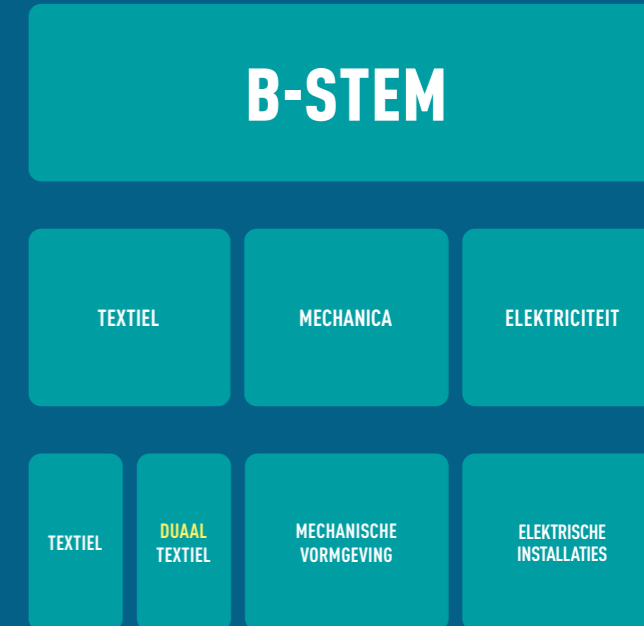 B-STEM
TEXTIEL
MECHANICA
ELEKTRICITEIT
TEXTIEL
DUAAL
TEXTIEL
MECHANISCHE
VORMGEVING
ELEKTRISCHE
INSTALLATIES